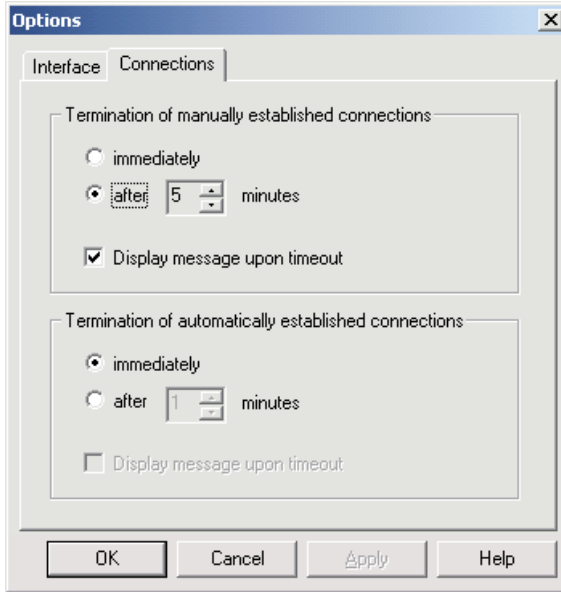 Options
Interface Connections
Termination of manually established connections
immediately
after 5 minutes
Display message upon timeout
Termination of automatically established connections
immediately
after 1 minutes
Display message upon timeout
OK Cancel Apply Help